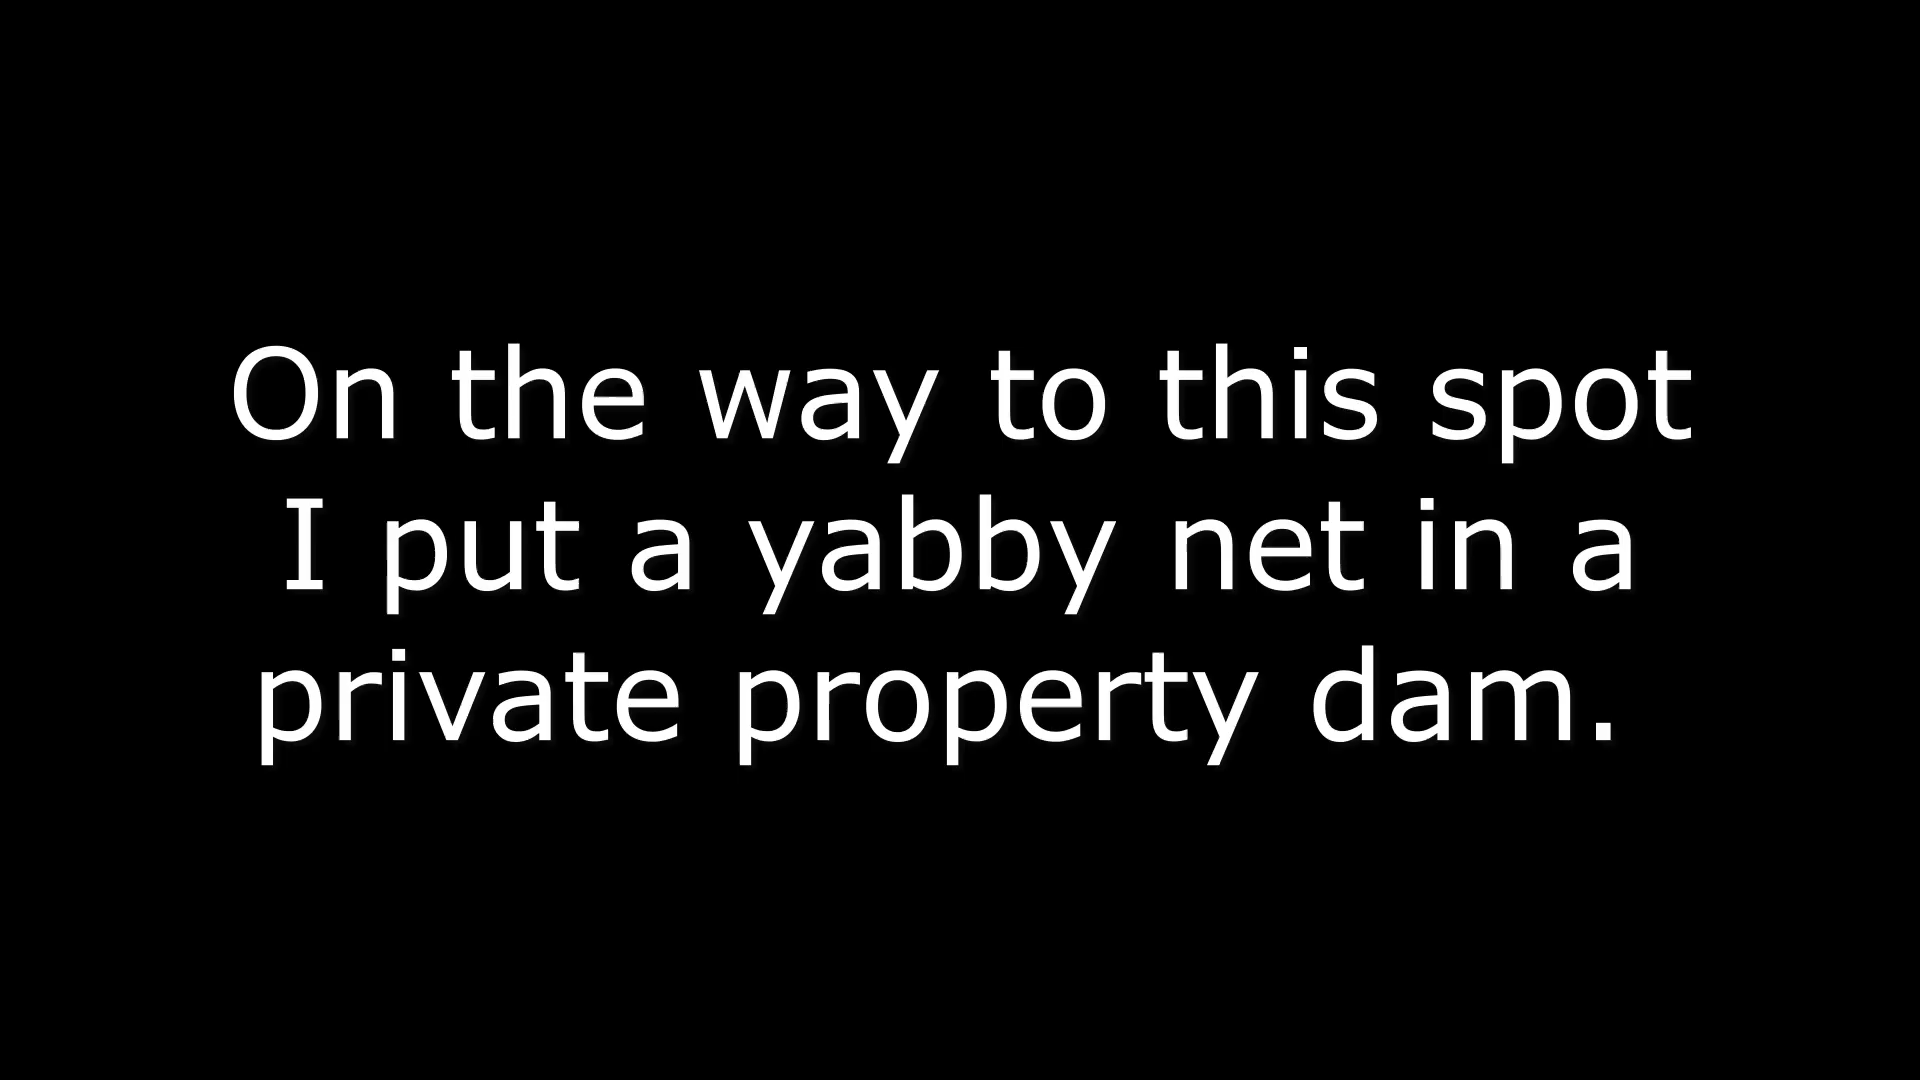 On the way to this spot
I put a yabby net in a
private property dam.